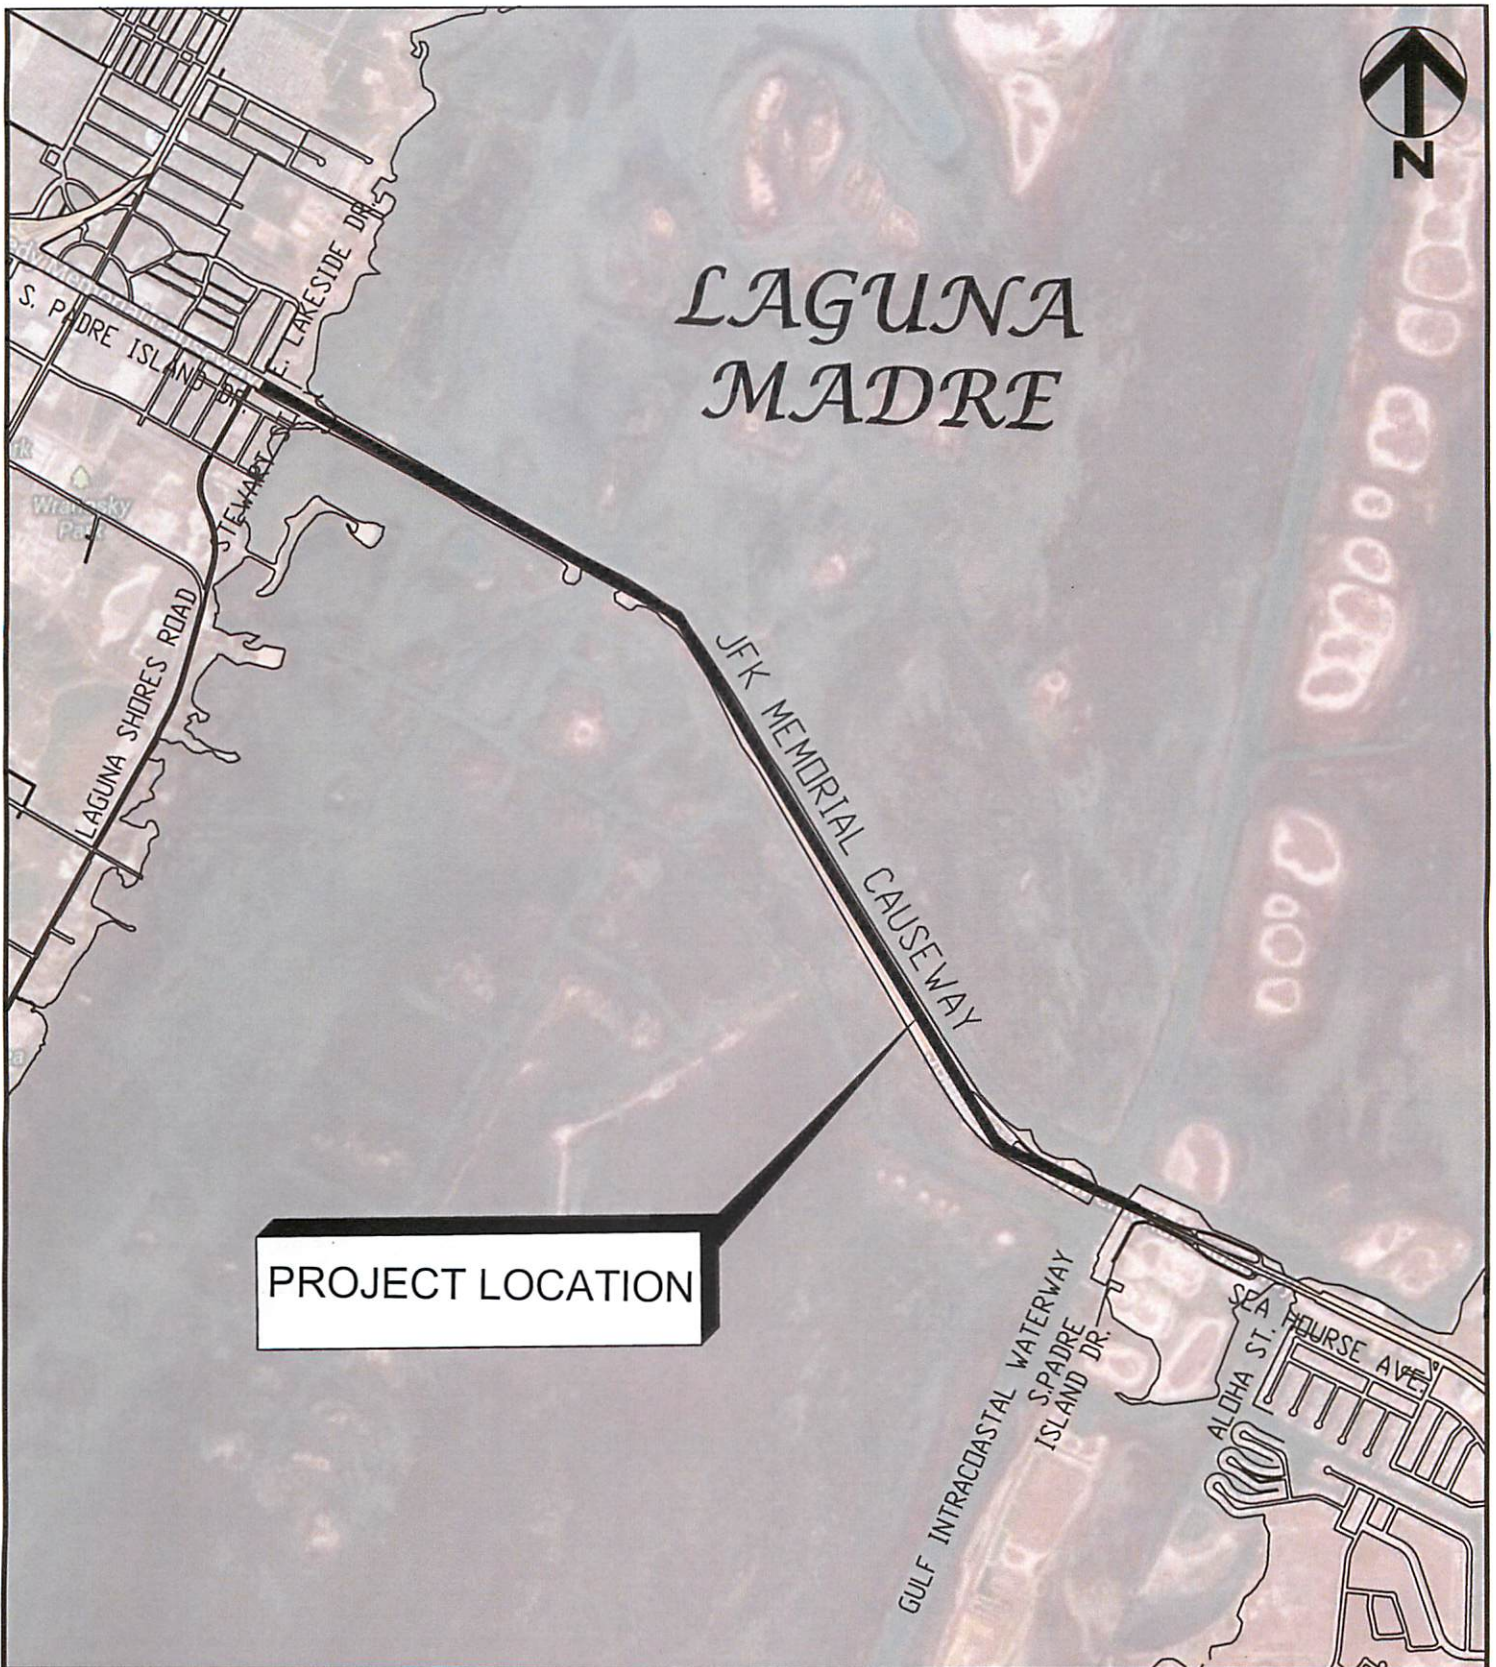 N
LAGUNA
MADRE
E. LAKESIDE DR.
S. PADRE ISLAND DR.
STEWART
Wranosky
Park
LAGUNA SHORES ROAD
JFK MEMORIAL CAUSEWAY
PROJECT LOCATION
GULF INTRACOASTAL WATERWAY
S.PADRE
ISLAND DR.
SEA HOURSE AVE.
ALOHA ST.